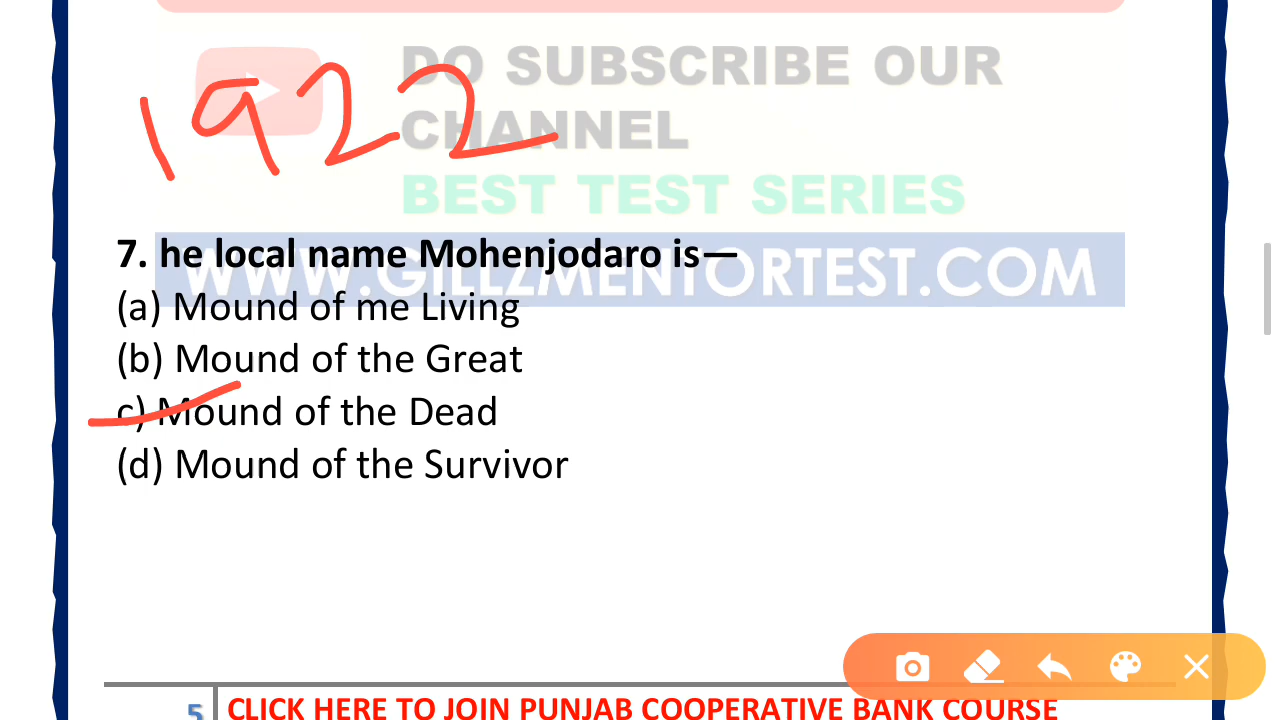 DO SUBSCRIBE OUR
CHANNEL
1922
BEST TEST SERIES
WWW.GILLZMENTORTEST.COM
7. he local name Mohenjodaro is—
(a) Mound of me Living
(b) Mound of the Great
c) Mound of the Dead
(d) Mound of the Survivor
5 CLICK HERE TO JOIN PUNJAB COOPERATIVE BANK COURSE